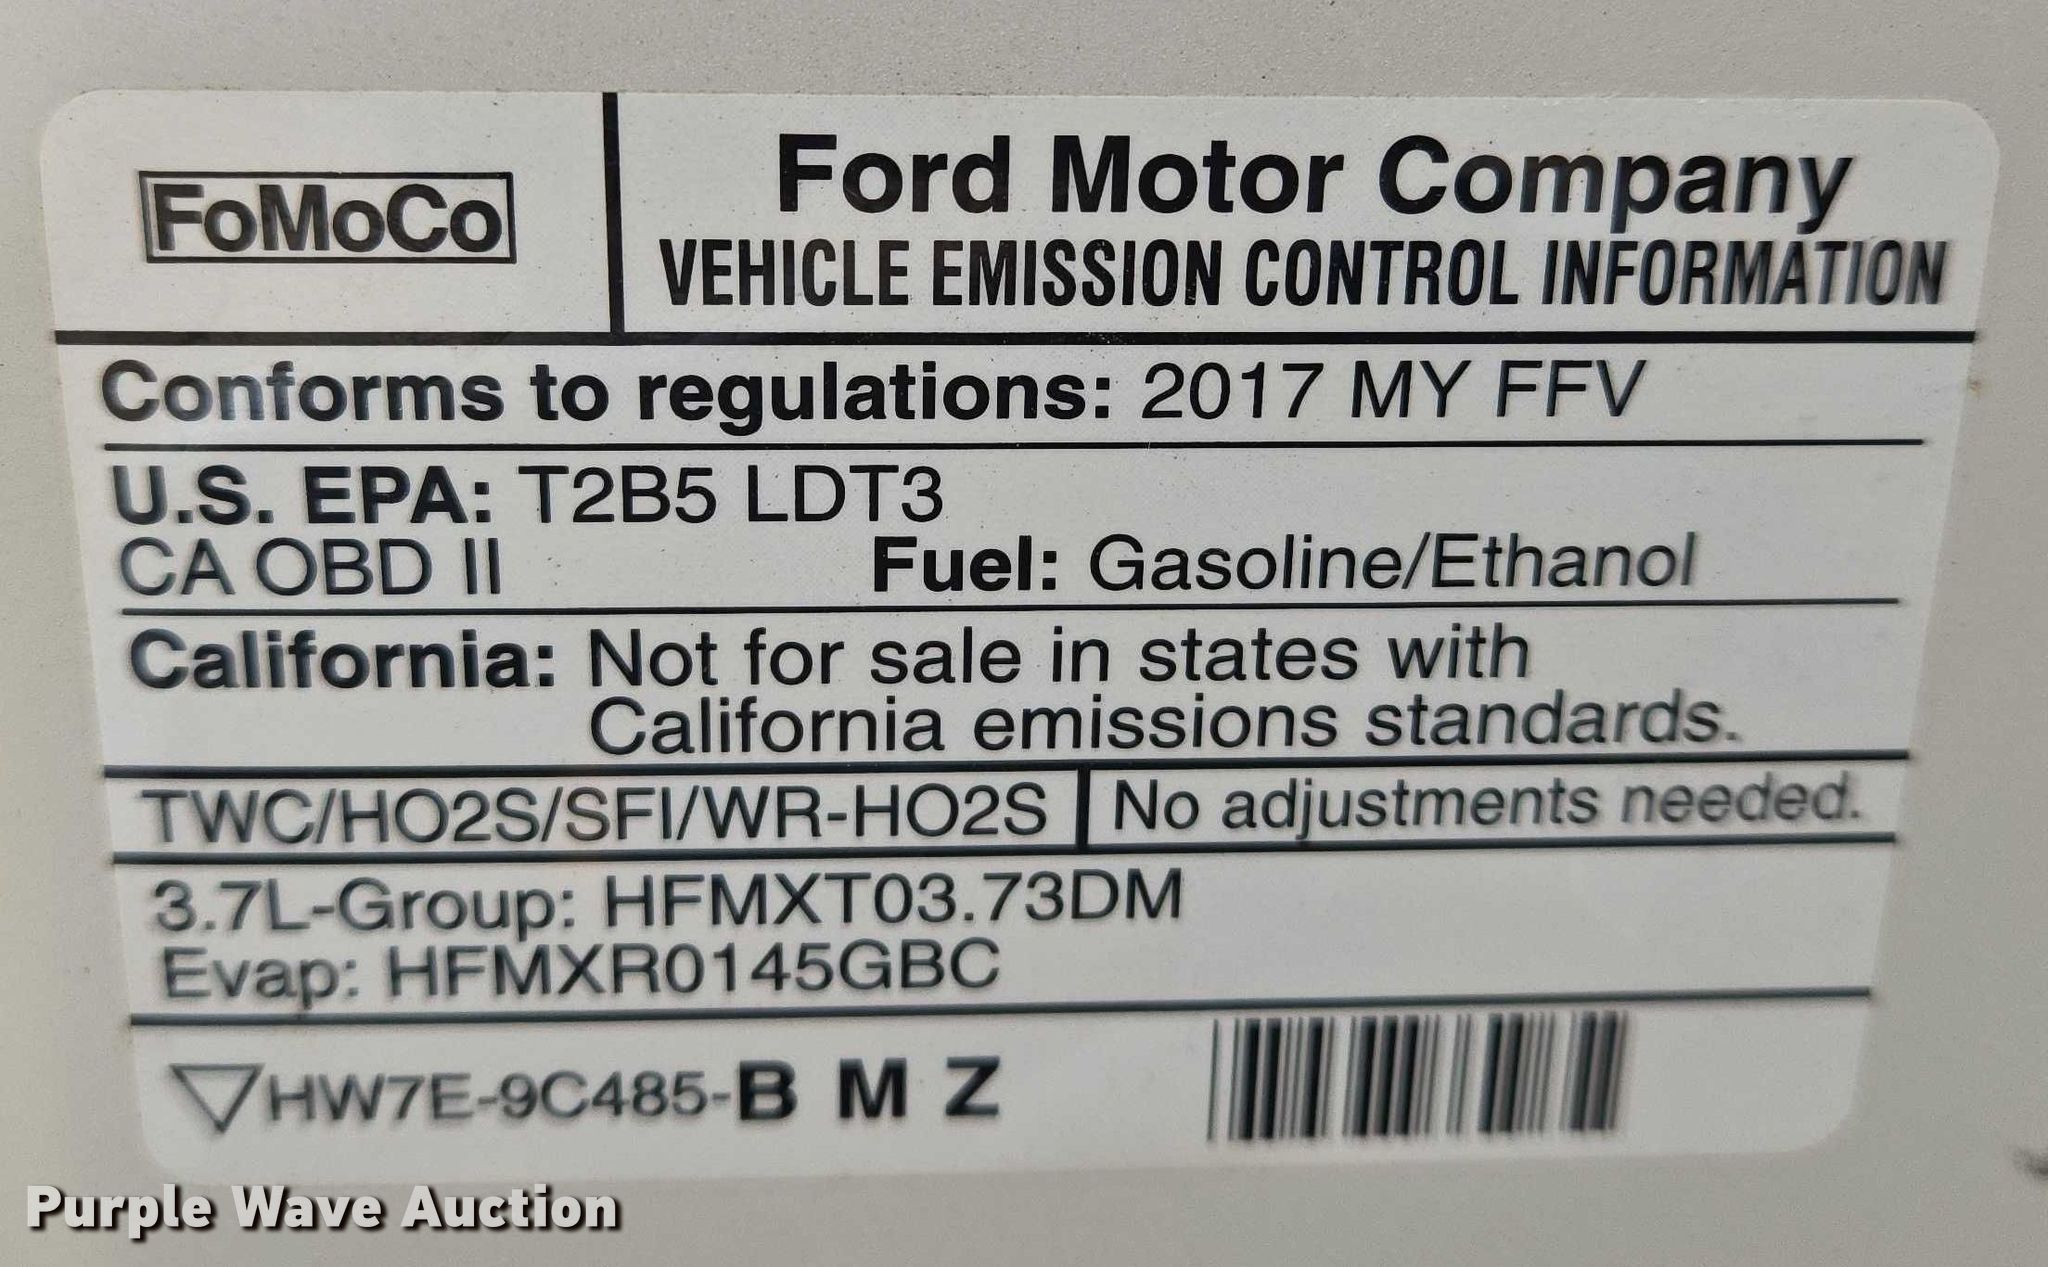 FoMoCo
Ford Motor Company
VEHICLE EMISSION CONTROL INFORMATION
Conforms to regulations: 2017 MY FFV
U.S. EPA: T2B5 LDT3
CA OBD II Fuel: Gasoline/Ethanol
California: Not for sale in states with
California emissions standards.
TWC/HO2S/SFI/WR-HO2S No adjustments needed.
3.7L-Group: HFMXT03.73DM
Evap: HFMXR0145GBC
HW7E-9C485-B M Z
Purple Wave Auction